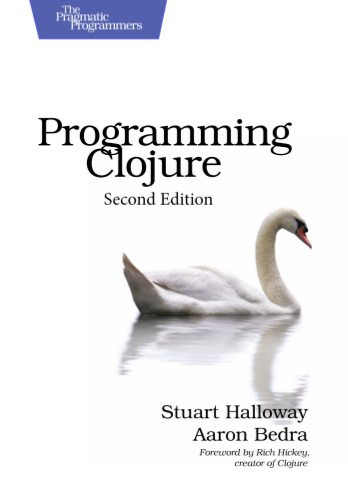 The
Pragmatic
Programmers
Programming
Clojure
Second Edition
Stuart Halloway
Aaron Bedra
Foreword by Rich Hickey,
creator of Clojure